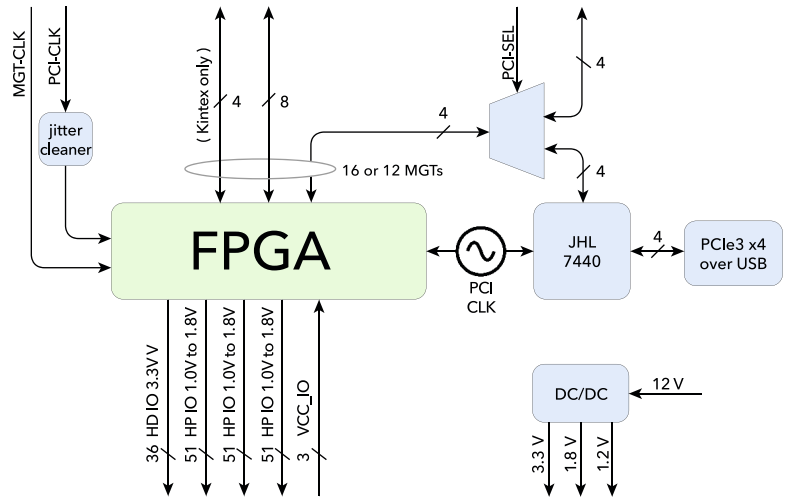 MGT-CLK
PCI-CLK
( Kintex only )
4
8
PCI-SEL
4
4
4
jitter
cleaner
16 or 12 MGTs
FPGA
PCI
CLK
JHL
7440
4
PCIe3 x4
over USB
36 HD IO 3.3V V
51 HP IO 1.0V to 1.8V
51 HP IO 1.0V to 1.8V
51 HP IO 1.0V to 1.8V
3 VCC_IO
DC/DC
12 V
3.3 V
1.8 V
1.2 V